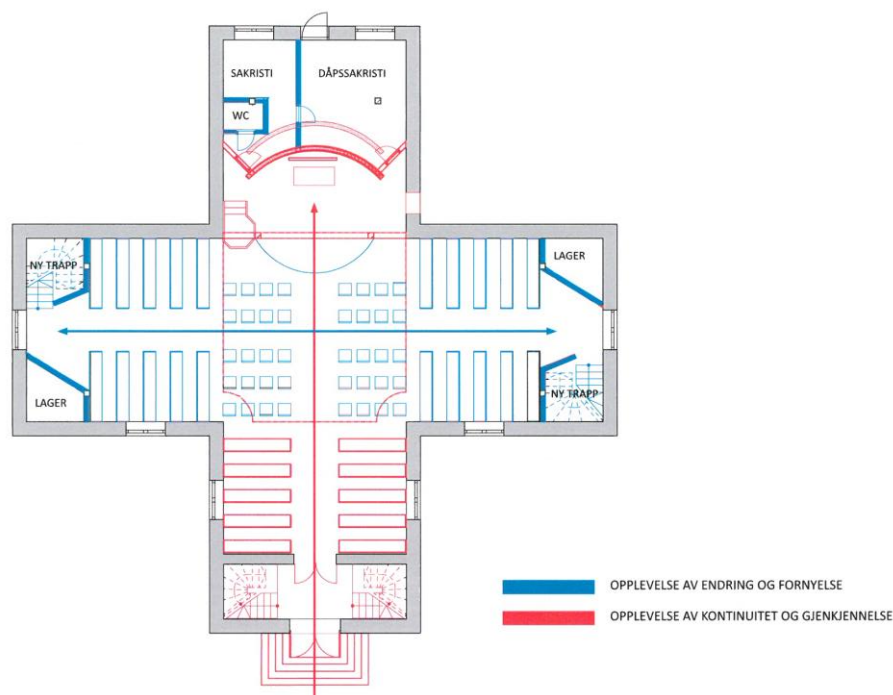 SAKRISTI
DÅPSSAKRISTI
WC
NY TRAPP
LAGER
LAGER
NY TRAPP
OPPLEVELSE AV ENDRING OG FORNYELSE
OPPLEVELSE AV KONTINUITET OG GJENKJENNELSE